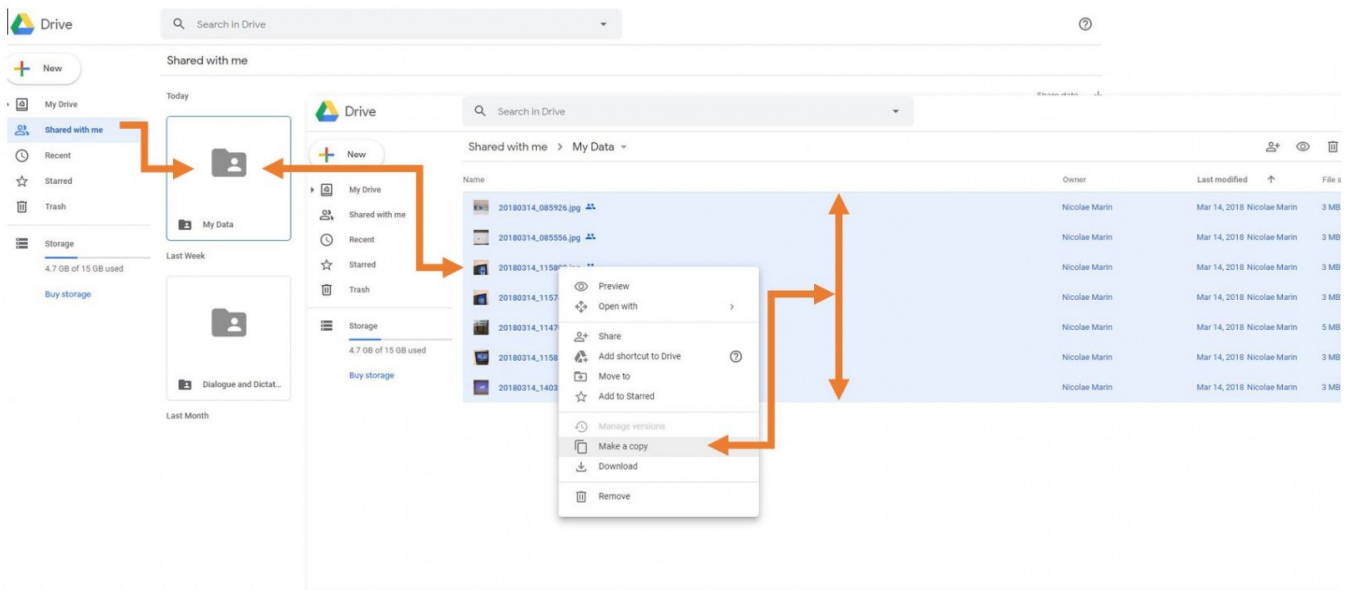 Drive
Search in Drive
New
Shared with me
My Drive
Shared with me
Recent
Starred
Trash
Storage
4.7 GB of 15 GB used
Buy storage
Today
My Data
Last Week
Dialogue and Dictat...
Last Month
Share date
Drive
Search in Drive
New
Shared with me > My Data
My Drive
Shared with me
Recent
Starred
Trash
Storage
4.7 GB of 15 GB used
Buy storage
Name Owner Last modified File s
20180314_085926.jpg Nicolae Marin Mar 14, 2018 Nicolae Marin 3 MB
20180314_085556.jpg Nicolae Marin Mar 14, 2018 Nicolae Marin 3 MB
Nicolae Marin Mar 14, 2018 Nicolae Marin 3 MB
20180314_1157 Nicolae Marin Mar 14, 2018 Nicolae Marin 3 MB
20180314_1147 Nicolae Marin Mar 14, 2018 Nicolae Marin 5 MB
20180314_1158 Nicolae Marin Mar 14, 2018 Nicolae Marin 3 MB
20180314_1403 Nicolae Marin Mar 14, 2018 Nicolae Marin 3 MB
Preview
Open with
Share
Add shortcut to Drive
Move to
Add to Starred
Manage versions
Make a copy
Download
Remove